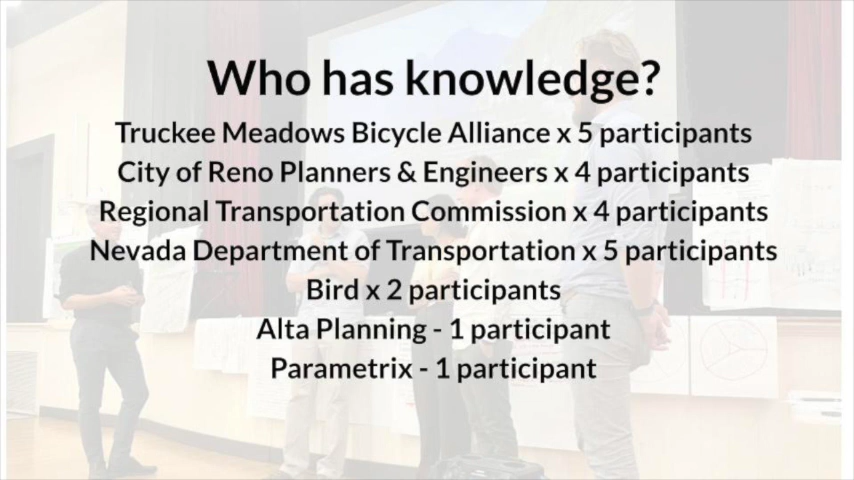 Who has knowledge?
Truckee Meadows Bicycle Alliance x 5 participants
City of Reno Planners & Engineers x 4 participants
Regional Transportation Commission x 4 participants
Nevada Department of Transportation x 5 participants
Bird x 2 participants
Alta Planning - 1 participant
Parametrix - 1 participant